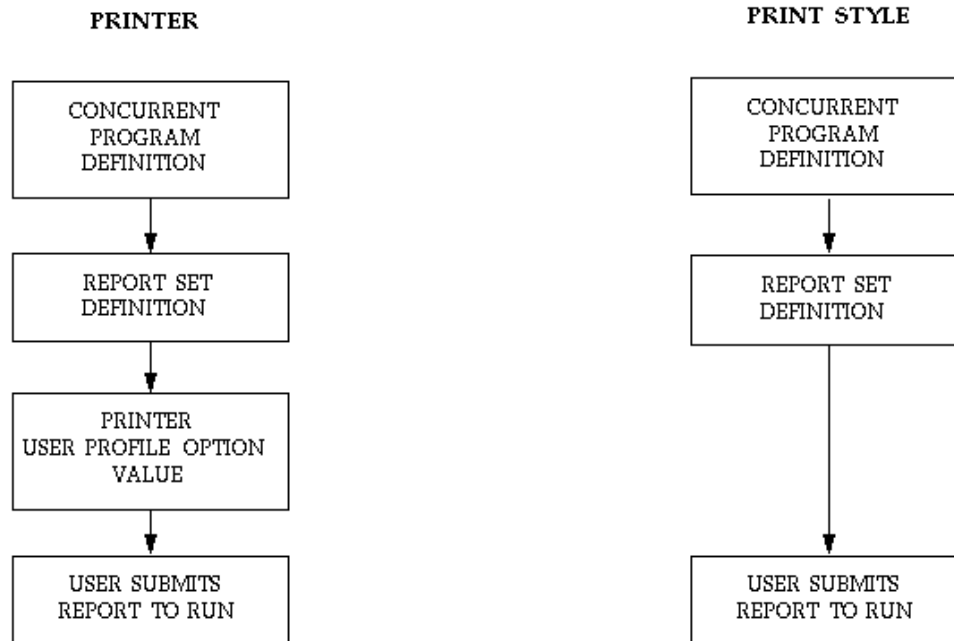 PRINTER
CONCURRENT
PROGRAM
DEFINITION
REPORT SET
DEFINITION
PRINTER
USER PROFILE OPTION
VALUE
USER SUBMITS
REPORT TO RUN
PRINT STYLE
CONCURRENT
PROGRAM
DEFINITION
REPORT SET
DEFINITION
USER SUBMITS
REPORT TO RUN